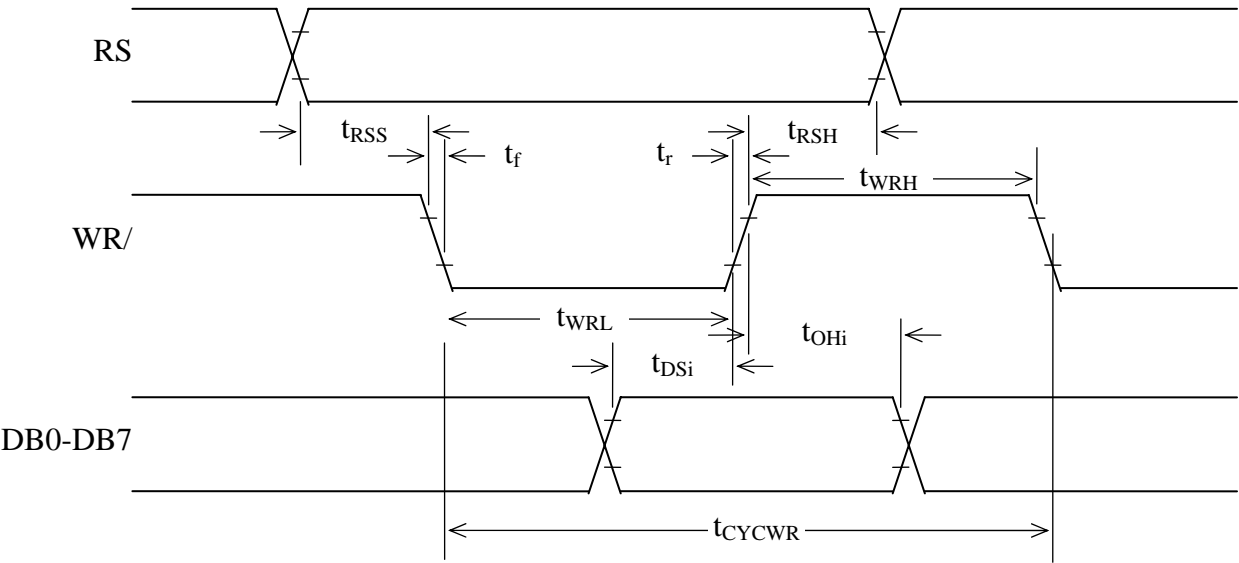 RS
tRSS
tRSH
tf
tr
tWRH
WR/
tWRL
tOHi
tDSi
DB0-DB7
tCYCWR